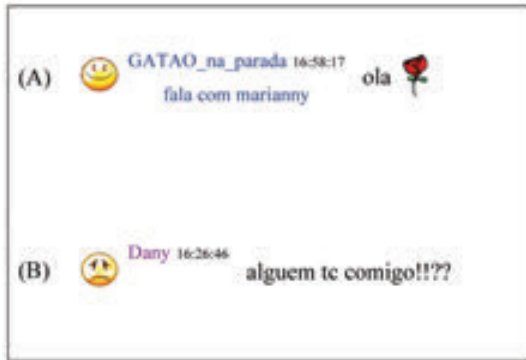 (A) GATAO_na_parada 16:58:17 ola
fala com marianny
(B) Dany 16:26:46
alguem tc comigo!!??